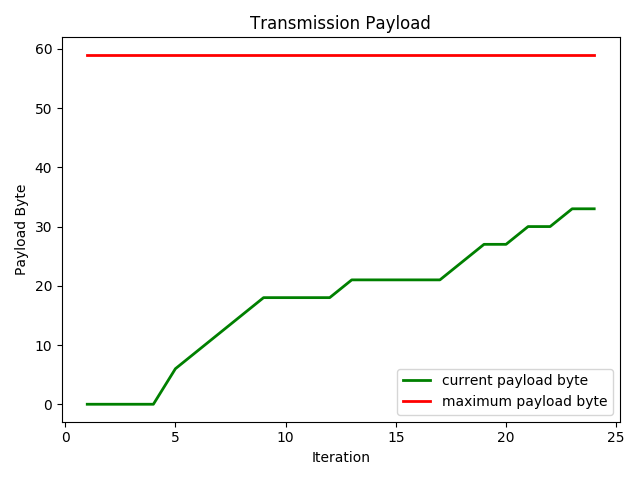 Transmission Payload
60
50
40
30
20
10
0
Payload Byte
0 5 10 15 20 25
Iteration
current payload byte
maximum payload byte